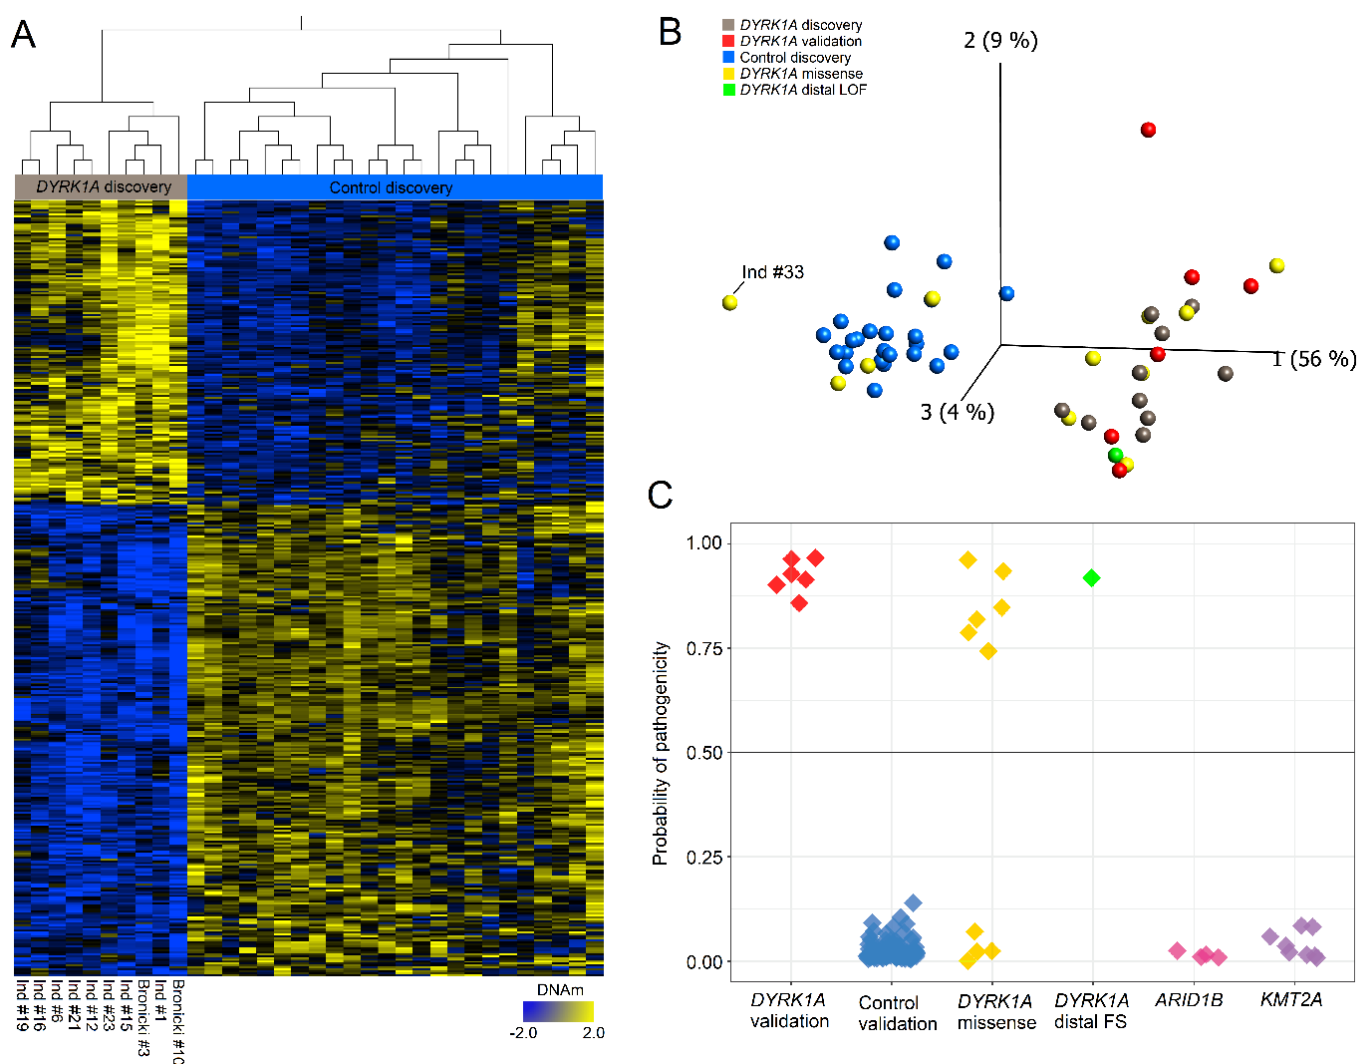 A
DYRK1A discovery
Control discovery
Ind #19
Ind #16
Ind #6
Ind #21
Ind #12
Ind #23
Ind #15
Bronicki #3
Ind #1
Bronicki #10
DNAm
-2.0 2.0
B
DYRK1A discovery
DYRK1A validation
Control discovery
DYRK1A missense
DYRK1A distal LOF
2 (9 %)
Ind #33
1 (56 %)
3 (4 %)
C
Probability of pathogenicity
1.00
0.75
0.50
0.25
0.00
DYRK1A
validation
Control
validation
DYRK1A
missense
DYRK1A
distal FS
ARID1B
KMT2A